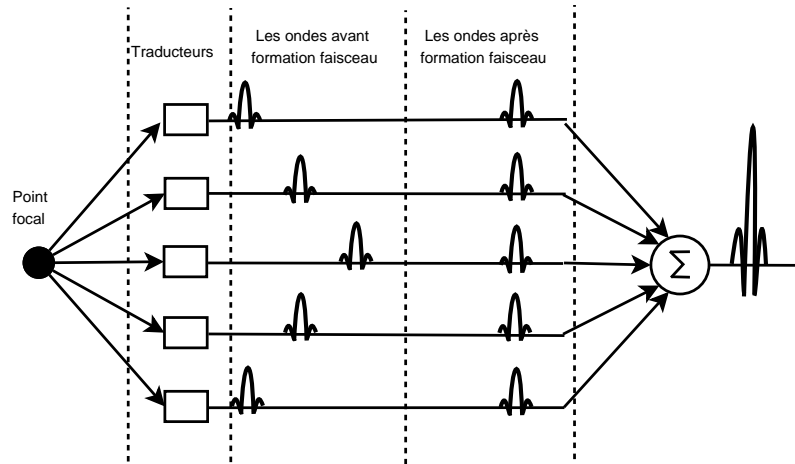 Traducteurs
Les ondes avant
formation faisceau
Les ondes après
formation faisceau
Point
focal
Σ